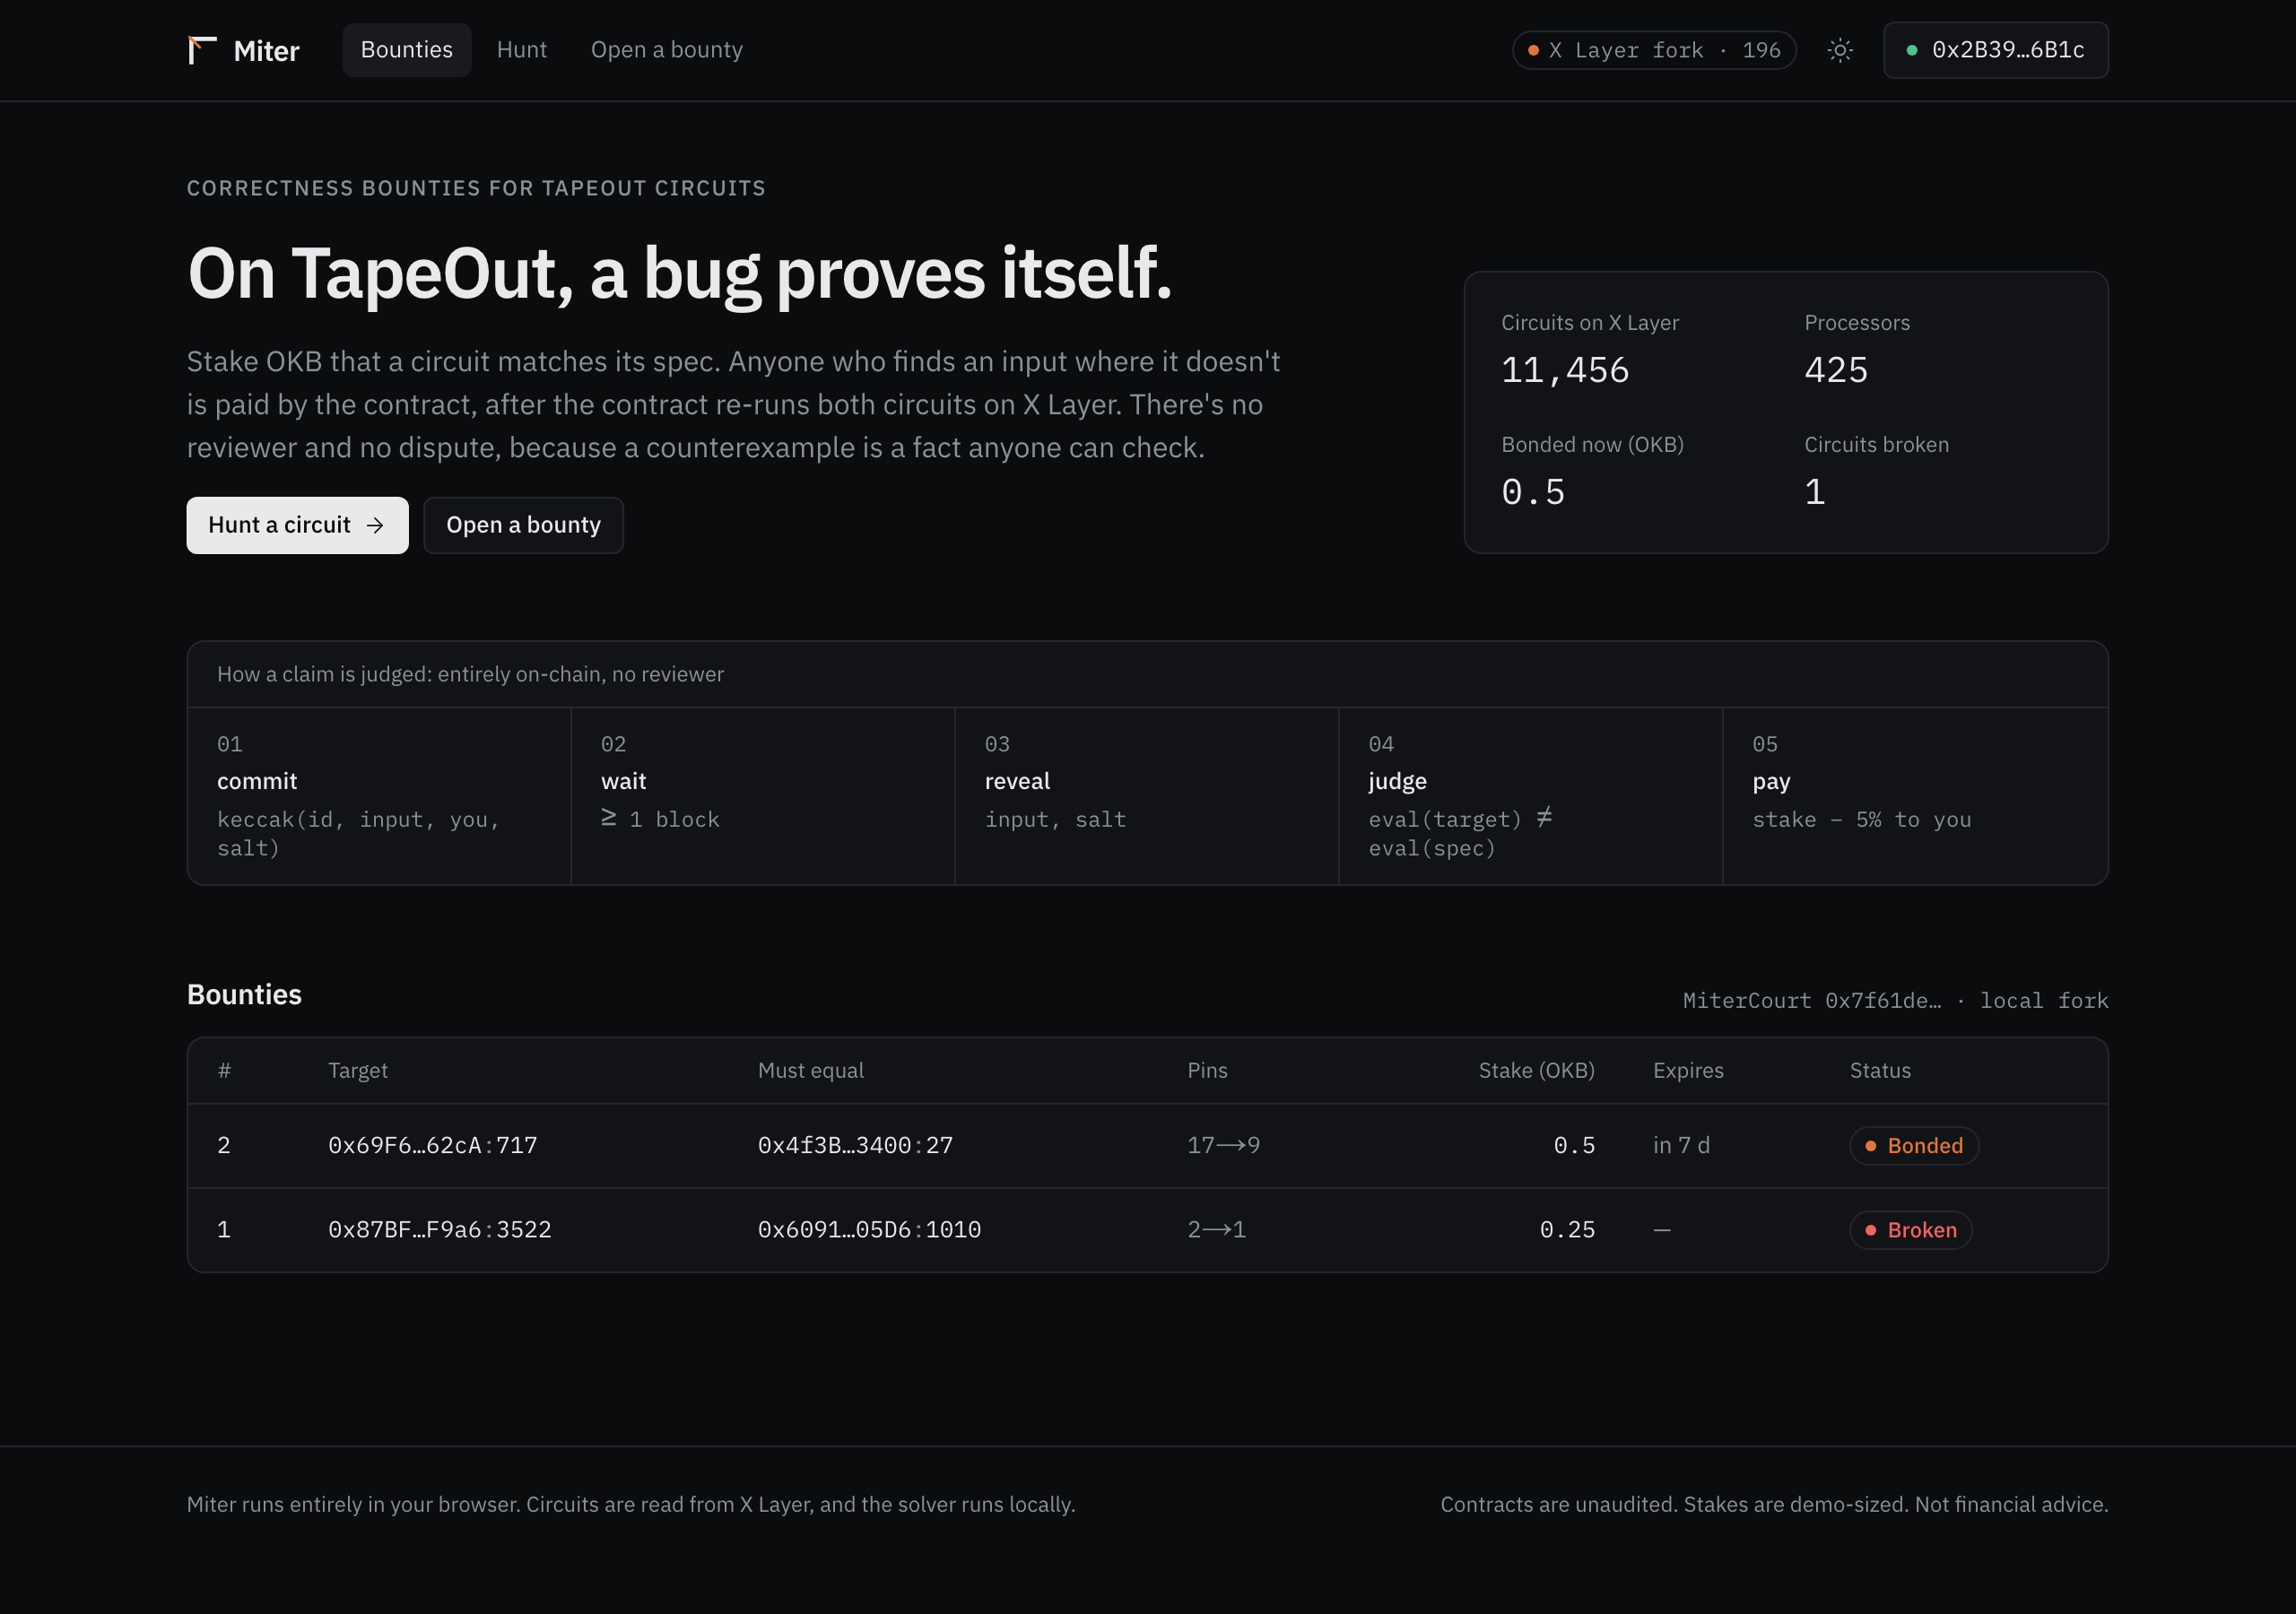 Miter
Bounties
Hunt
Open a bounty
X Layer fork · 196
0x2B39…6B1c
CORRECTNESS BOUNTIES FOR TAPEOUT CIRCUITS
On TapeOut, a bug proves itself.
Stake OKB that a circuit matches its spec. Anyone who finds an input where it doesn't
is paid by the contract, after the contract re-runs both circuits on X Layer. There's no
reviewer and no dispute, because a counterexample is a fact anyone can check.
Hunt a circuit →
Open a bounty
Circuits on X Layer
11,456
Processors
425
Bonded now (OKB)
0.5
Circuits broken
1
How a claim is judged: entirely on-chain, no reviewer
01
commit
keccak(id, input, you,
salt)
02
wait
≥ 1 block
03
reveal
input, salt
04
judge
eval(target) ≠
eval(spec)
05
pay
stake − 5% to you
Bounties
MiterCourt 0x7f61de… · local fork
# Target Must equal Pins Stake (OKB) Expires Status
2 0x69F6…62cA:717 0x4f3B…3400:27 17⟶9 0.5 in 7 d Bonded
1 0x87BF…F9a6:3522 0x6091…05D6:1010 2⟶1 0.25 — Broken
Miter runs entirely in your browser. Circuits are read from X Layer, and the solver runs locally.
Contracts are unaudited. Stakes are demo-sized. Not financial advice.